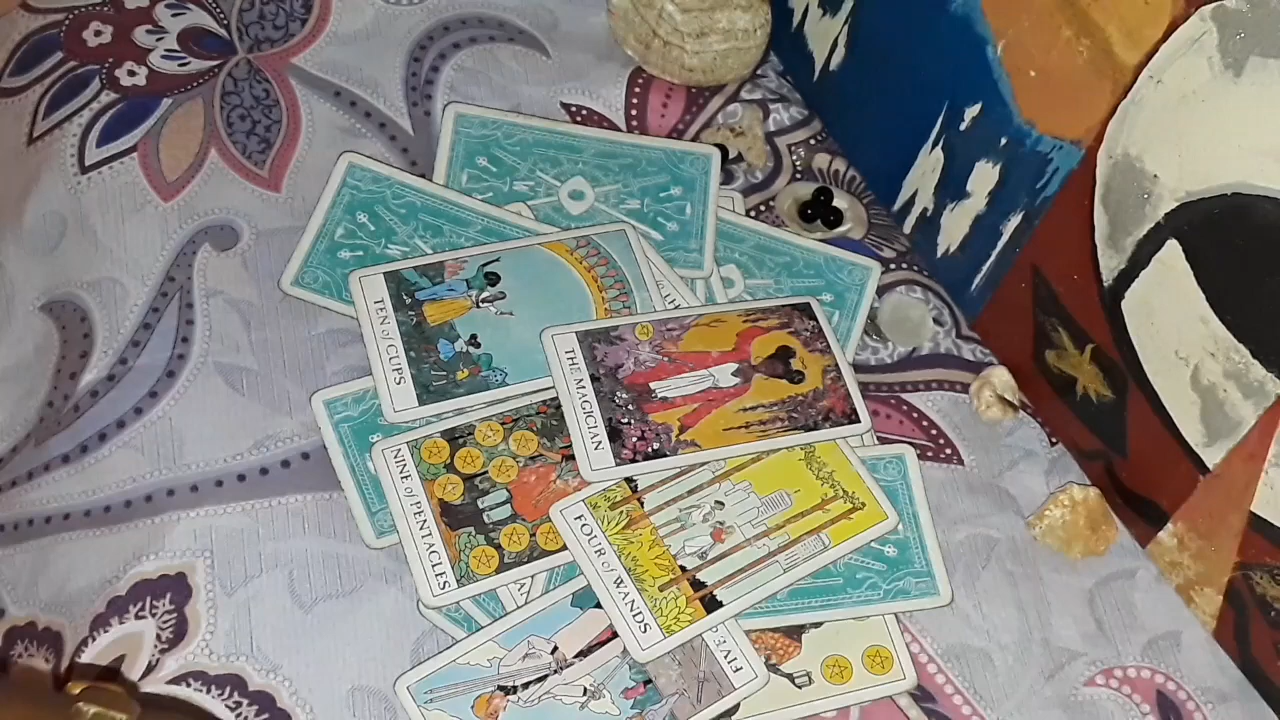 TEN of CUPS
THE MAGICIAN
NINE of PENTACLES
FOUR of WANDS
FIVE